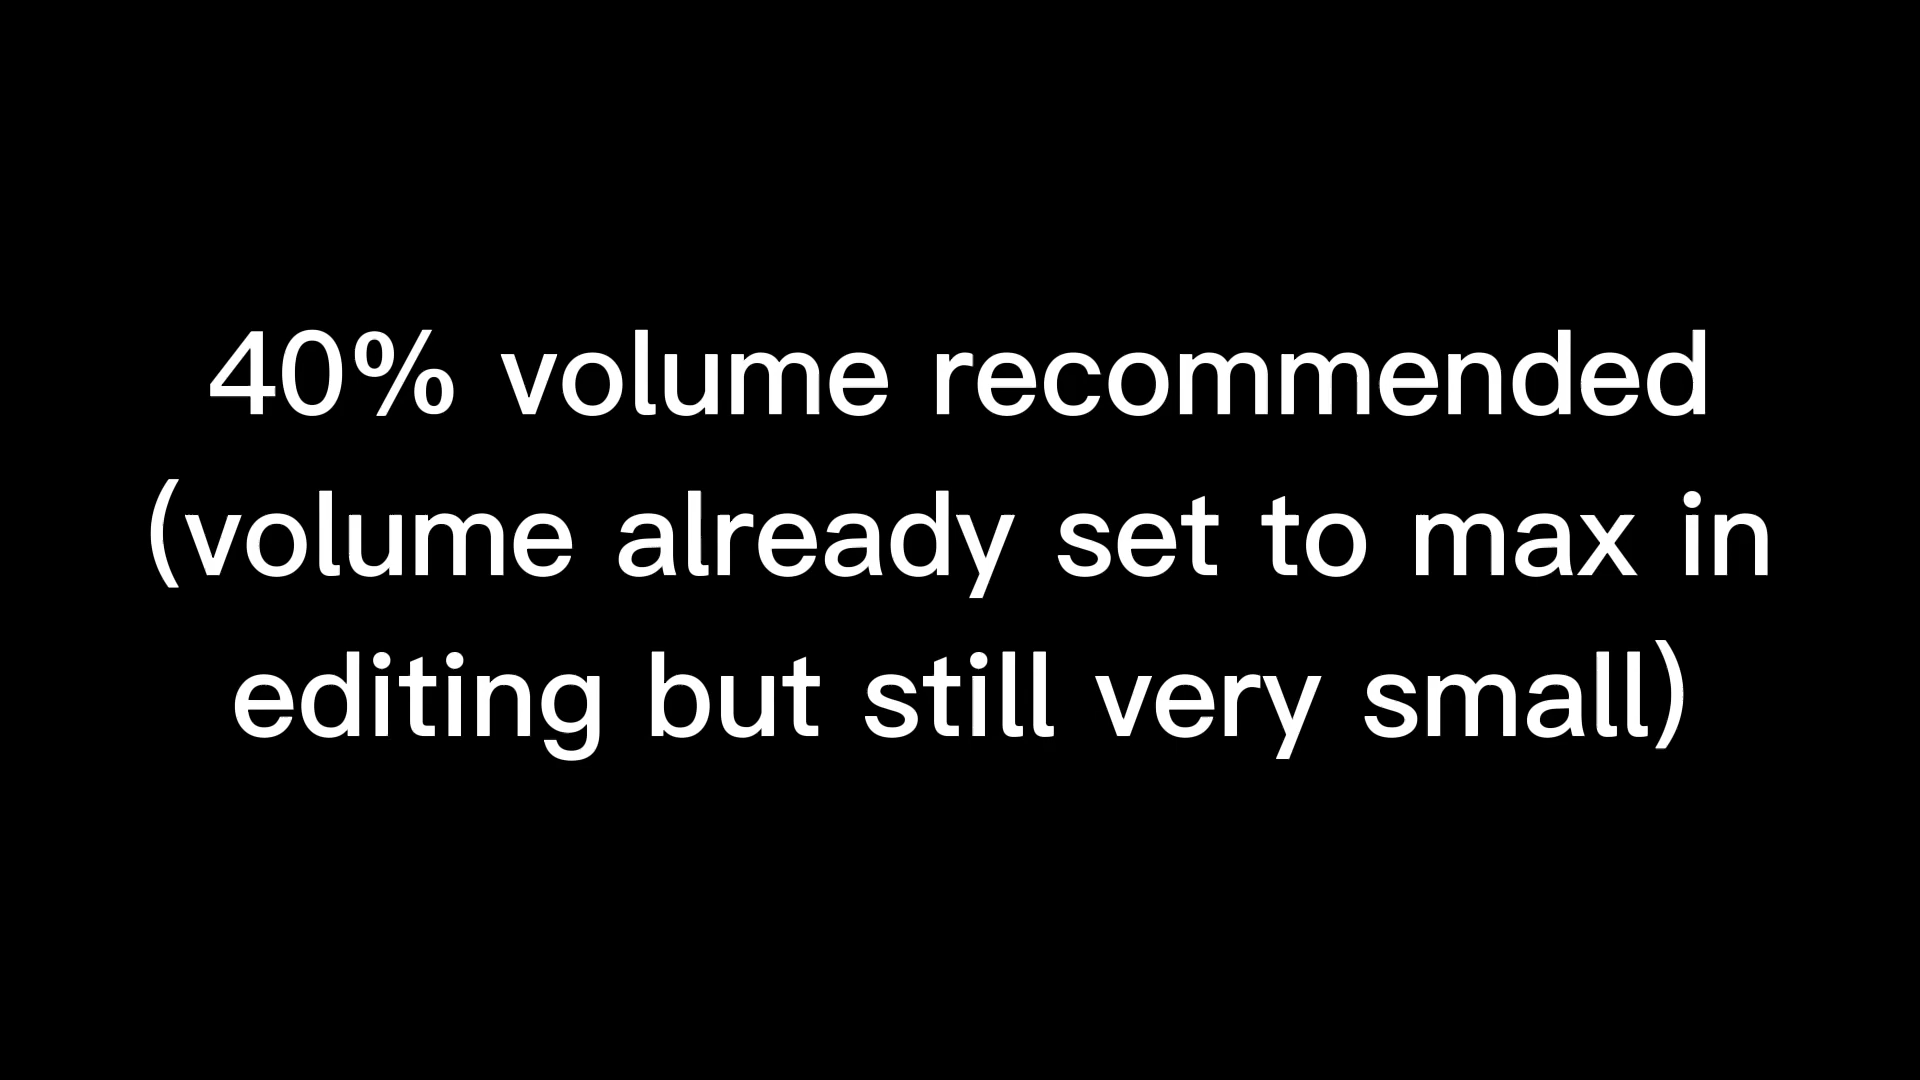 40% volume recommended
(volume already set to max in
editing but still very small)